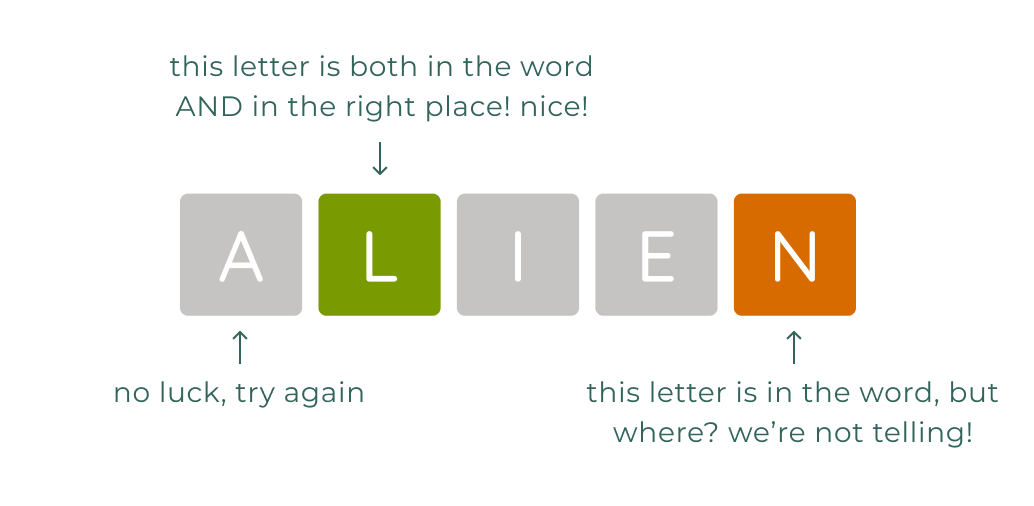 this letter is both in the word
AND in the right place! nice!
A L I E N
no luck, try again
this letter is in the word, but
where? we’re not telling!